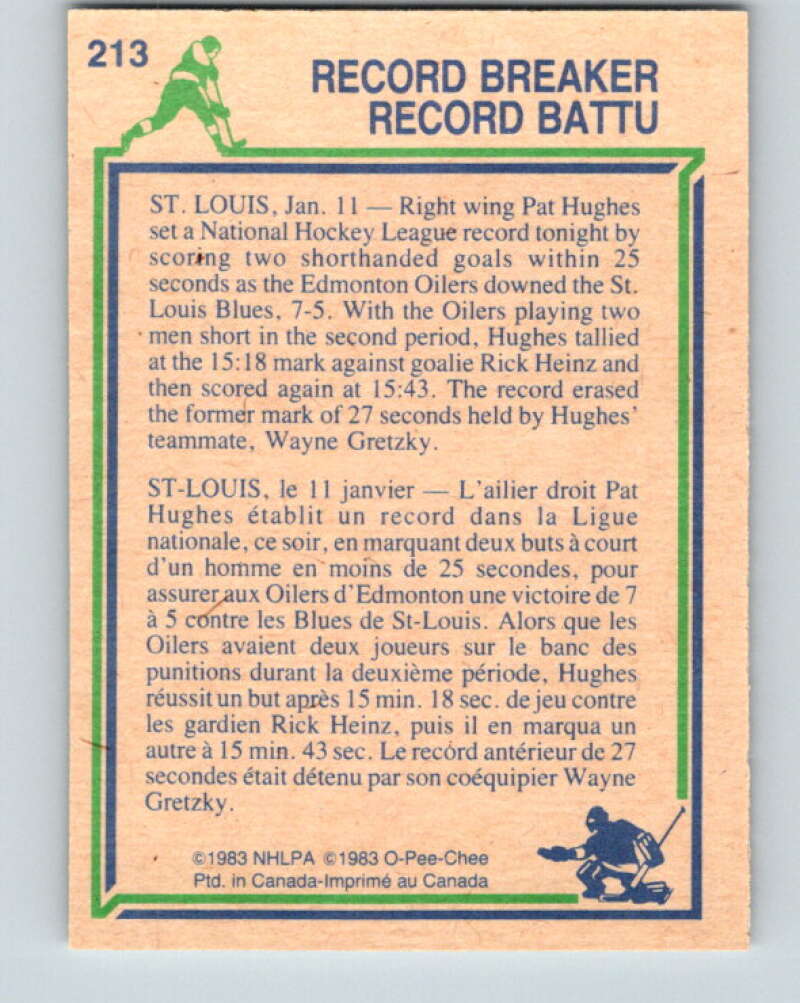 213
RECORD BREAKER
RECORD BATTU
ST. LOUIS, Jan. 11 — Right wing Pat Hughes
set a National Hockey League record tonight by
scoring two shorthanded goals within 25
seconds as the Edmonton Oilers downed the St.
Louis Blues, 7-5. With the Oilers playing two
men short in the second period, Hughes tallied
at the 15:18 mark against goalie Rick Heinz and
then scored again at 15:43. The record erased
the former mark of 27 seconds held by Hughes'
teammate, Wayne Gretzky.
ST-LOUIS, le 11 janvier — L'ailier droit Pat
Hughes établit un record dans la Ligue
nationale, ce soir, en marquant deux buts à court
d'un homme en moins de 25 secondes, pour
assurer aux Oilers d'Edmonton une victoire de 7
à 5 contre les Blues de St-Louis. Alors que les
Oilers avaient deux joueurs sur le banc des
punitions durant la deuxième période, Hughes
réussit un but après 15 min. 18 sec. de jeu contre
les gardien Rick Heinz, puis il en marqua un
autre à 15 min. 43 sec. Le record antérieur de 27
secondes était détenu par son coéquipier Wayne
Gretzky.
©1983 NHLPA ©1983 O-Pee-Chee
Ptd. in Canada-Imprimé au Canada